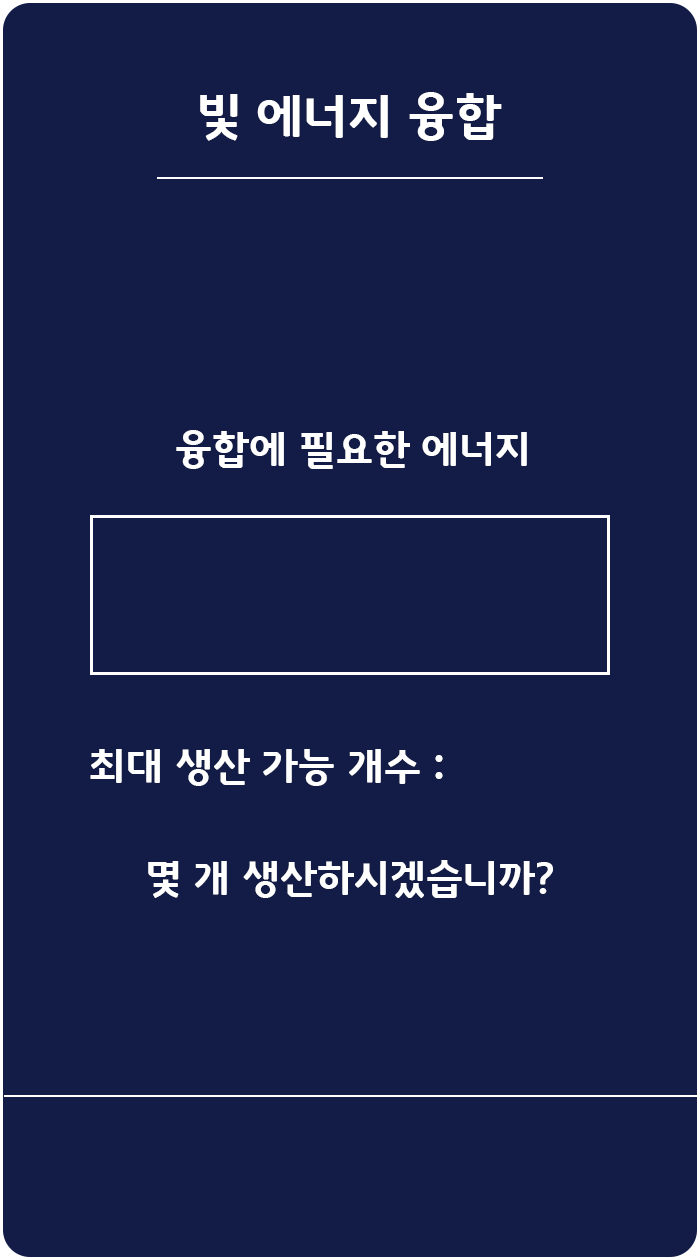 빛 에너지 융합
융합에 필요한 에너지
최대 생산 가능 개수 :
몇 개 생산하시겠습니까?